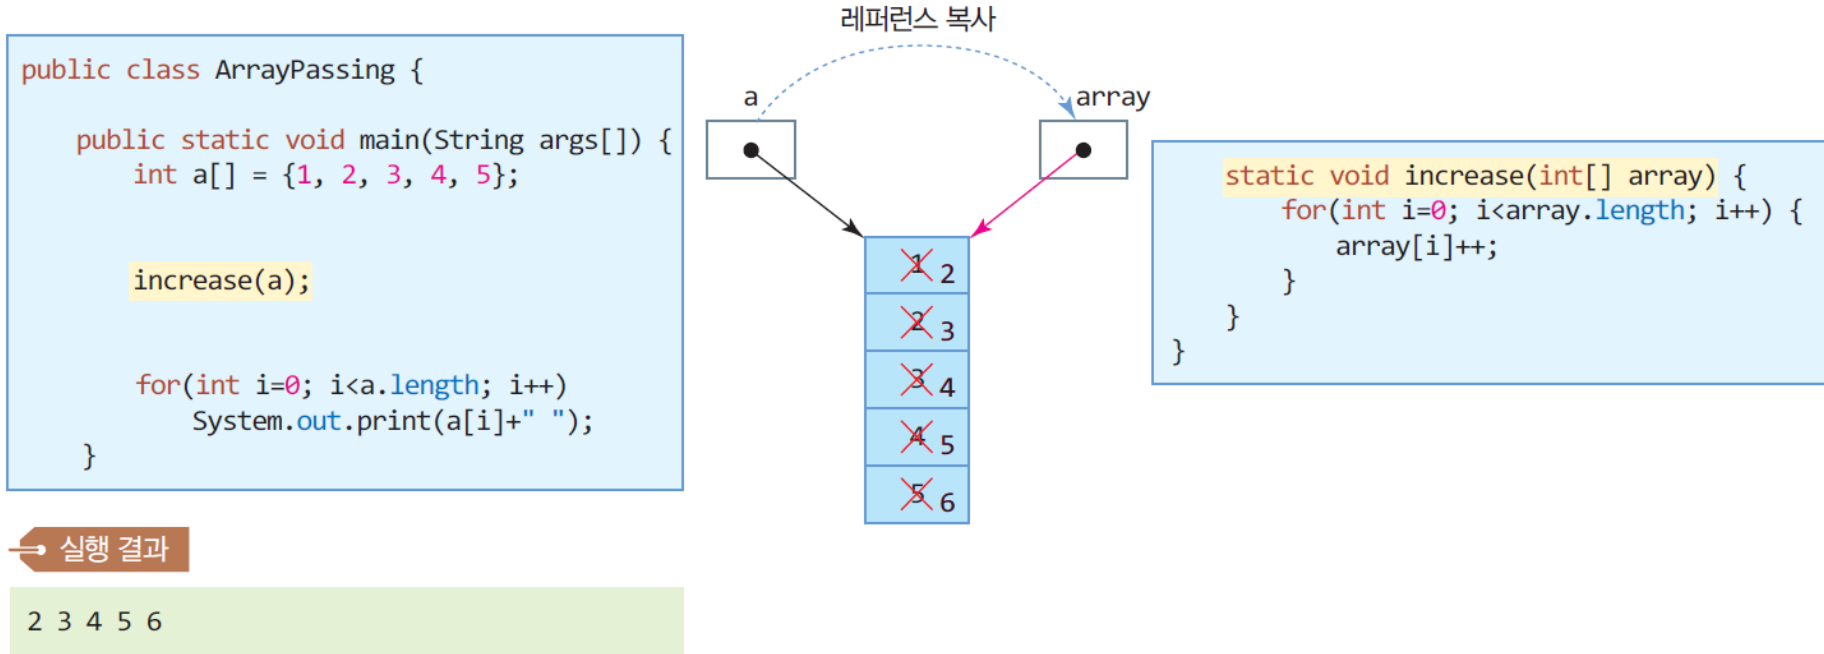 레퍼런스 복사
public class ArrayPassing {
public static void main(String args[]) {
int a[] = {1, 2, 3, 4, 5};
increase(a);
for(int i=0; i<a.length; i++)
System.out.print(a[i]+" ");
}
a
array
1 2
2 3
3 4
4 5
5 6
static void increase(int[] array) {
for(int i=0; i<array.length; i++) {
array[i]++;
}
}
}
실행 결과
2 3 4 5 6